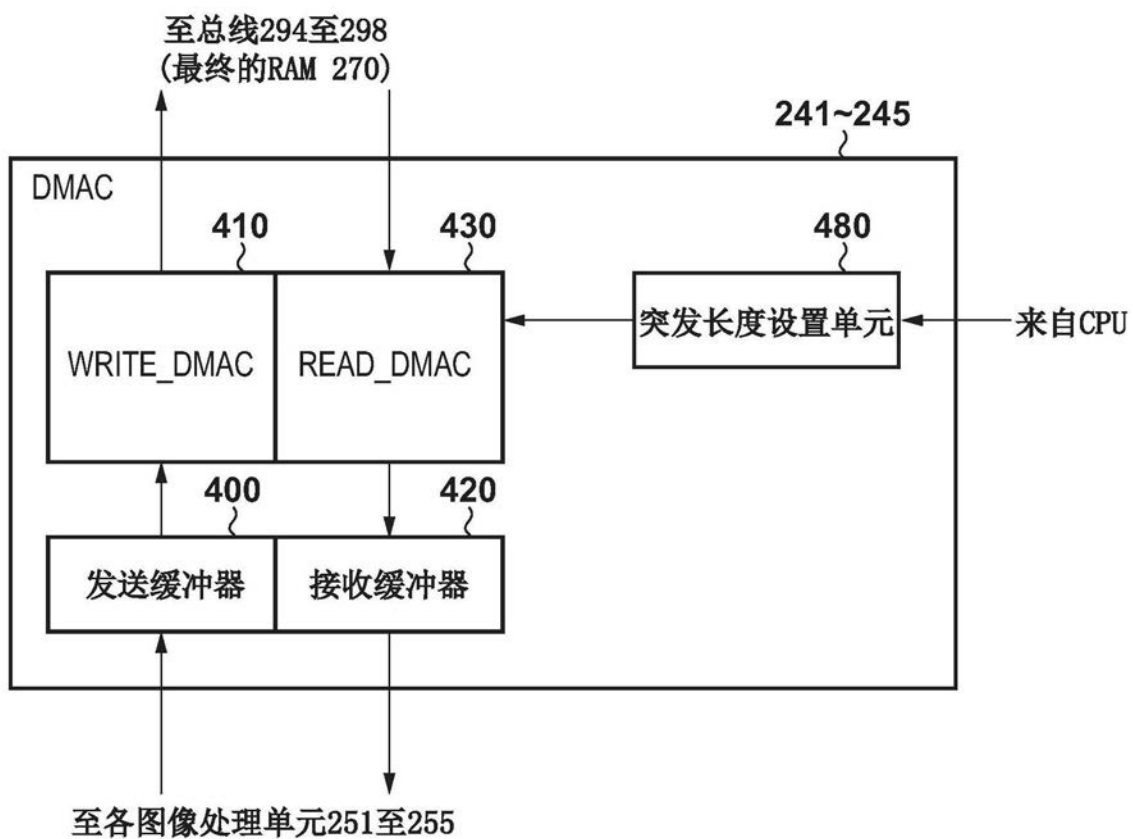 至总线294至298
(最终的RAM 270)
241~245
DMAC
410
430
480
WRITE_DMAC
READ_DMAC
突发长度设置单元
来自CPU
400
420
发送缓冲器
接收缓冲器
至各图像处理单元251至255